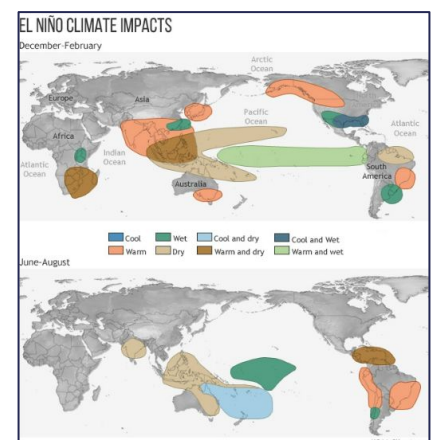 EL NIÑO CLIMATE IMPACTS
December-February
Arctic
Ocean
Europe
Asia
Pacific
Ocean
Atlantic
Ocean
Africa
Indian
Ocean
Atlantic
Ocean
South
America
Australia
Cool Wet Cool and dry Cool and Wet
Warm Dry Warm and dry Warm and wet
June-August